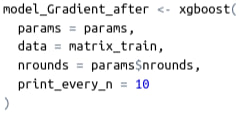 model_Gradient_after <- xgboost(
  params = params,
  data = matrix_train,
  nrounds = params$nrounds,
  print_every_n = 10
)